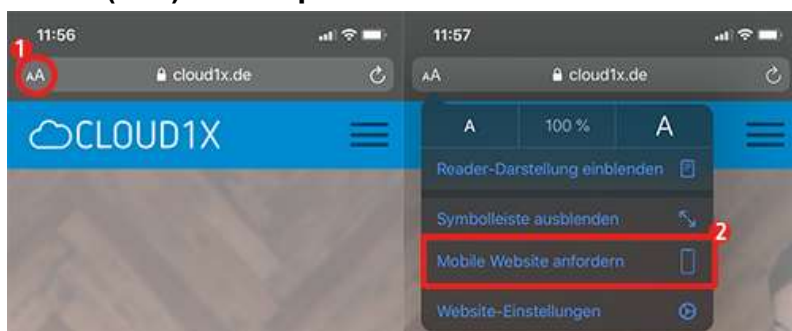 11:56
1
AA
cloud1x.de
CLOUD1X
11:57
AA
cloud1x.de
A
100 %
A
Reader-Darstellung einblenden
Symbolleiste ausblenden
2
Mobile Website anfordern
Website-Einstellungen